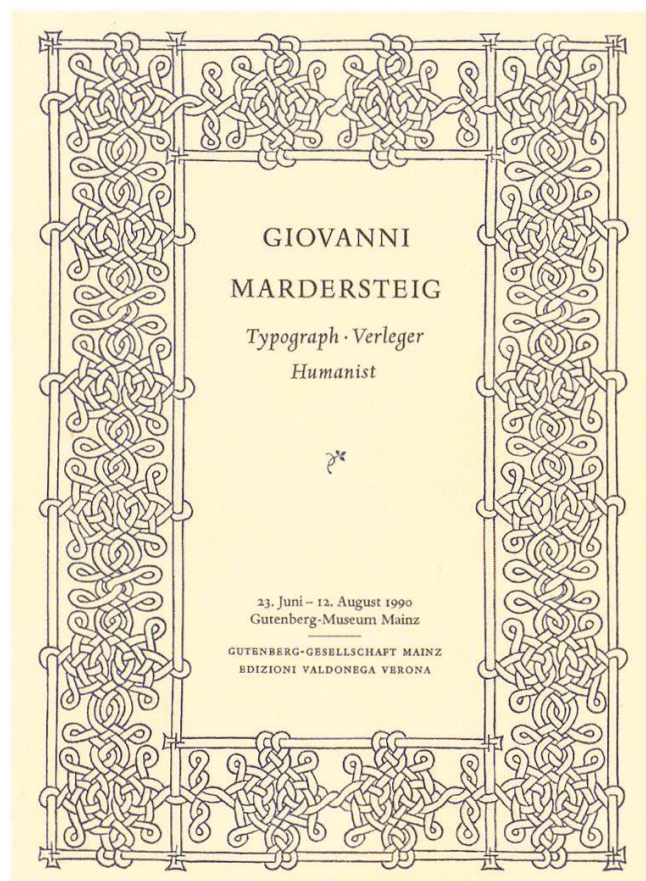 GIOVANNI
MARDERSTEIG
Typograph · Verleger
Humanist
23. Juni – 12. August 1990
Gutenberg-Museum Mainz
GUTENBERG-GESELLSCHAFT MAINZ
EDIZIONI VALDONEGA VERONA